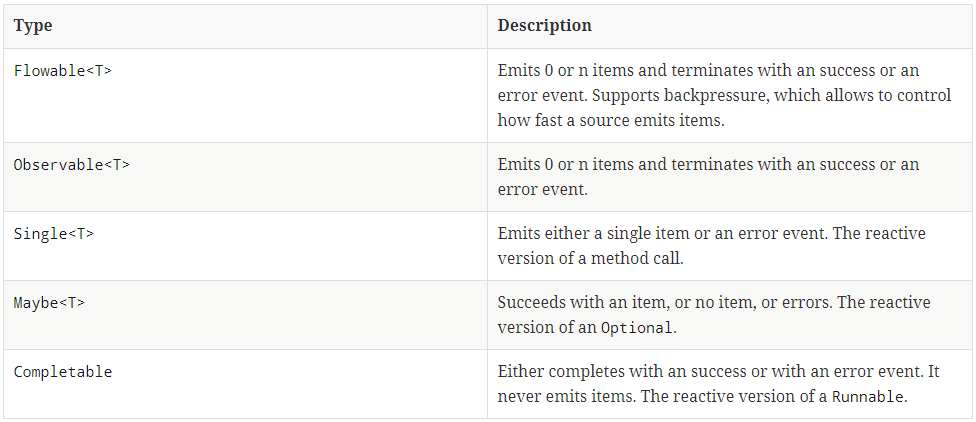 Type Description
Flowable<T> Emits 0 or n items and terminates with an success or an
error event. Supports backpressure, which allows to control
how fast a source emits items.
Observable<T> Emits 0 or n items and terminates with an success or an
error event.
Single<T> Emits either a single item or an error event. The reactive
version of a method call.
Maybe<T> Succeeds with an item, or no item, or errors. The reactive
version of an Optional.
Completable Either completes with an success or with an error event. It
never emits items. The reactive version of a Runnable.